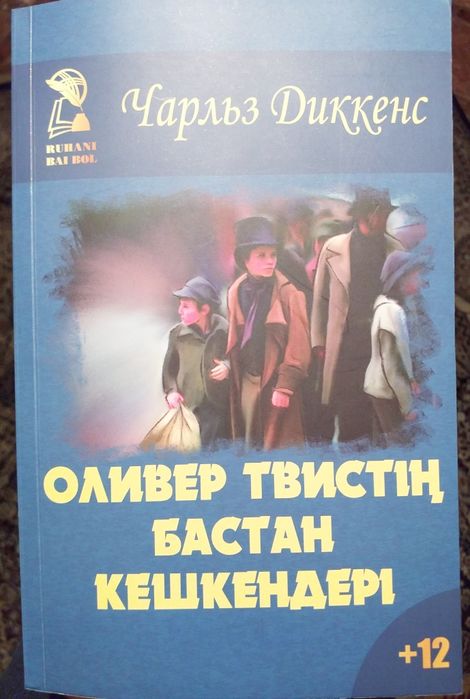 Чарльз Диккенс
RUHANI
BAI BOL
ОЛИВЕР ТВИСТІҢ
БАСТАН
КЕШКЕНДЕРІ
+12